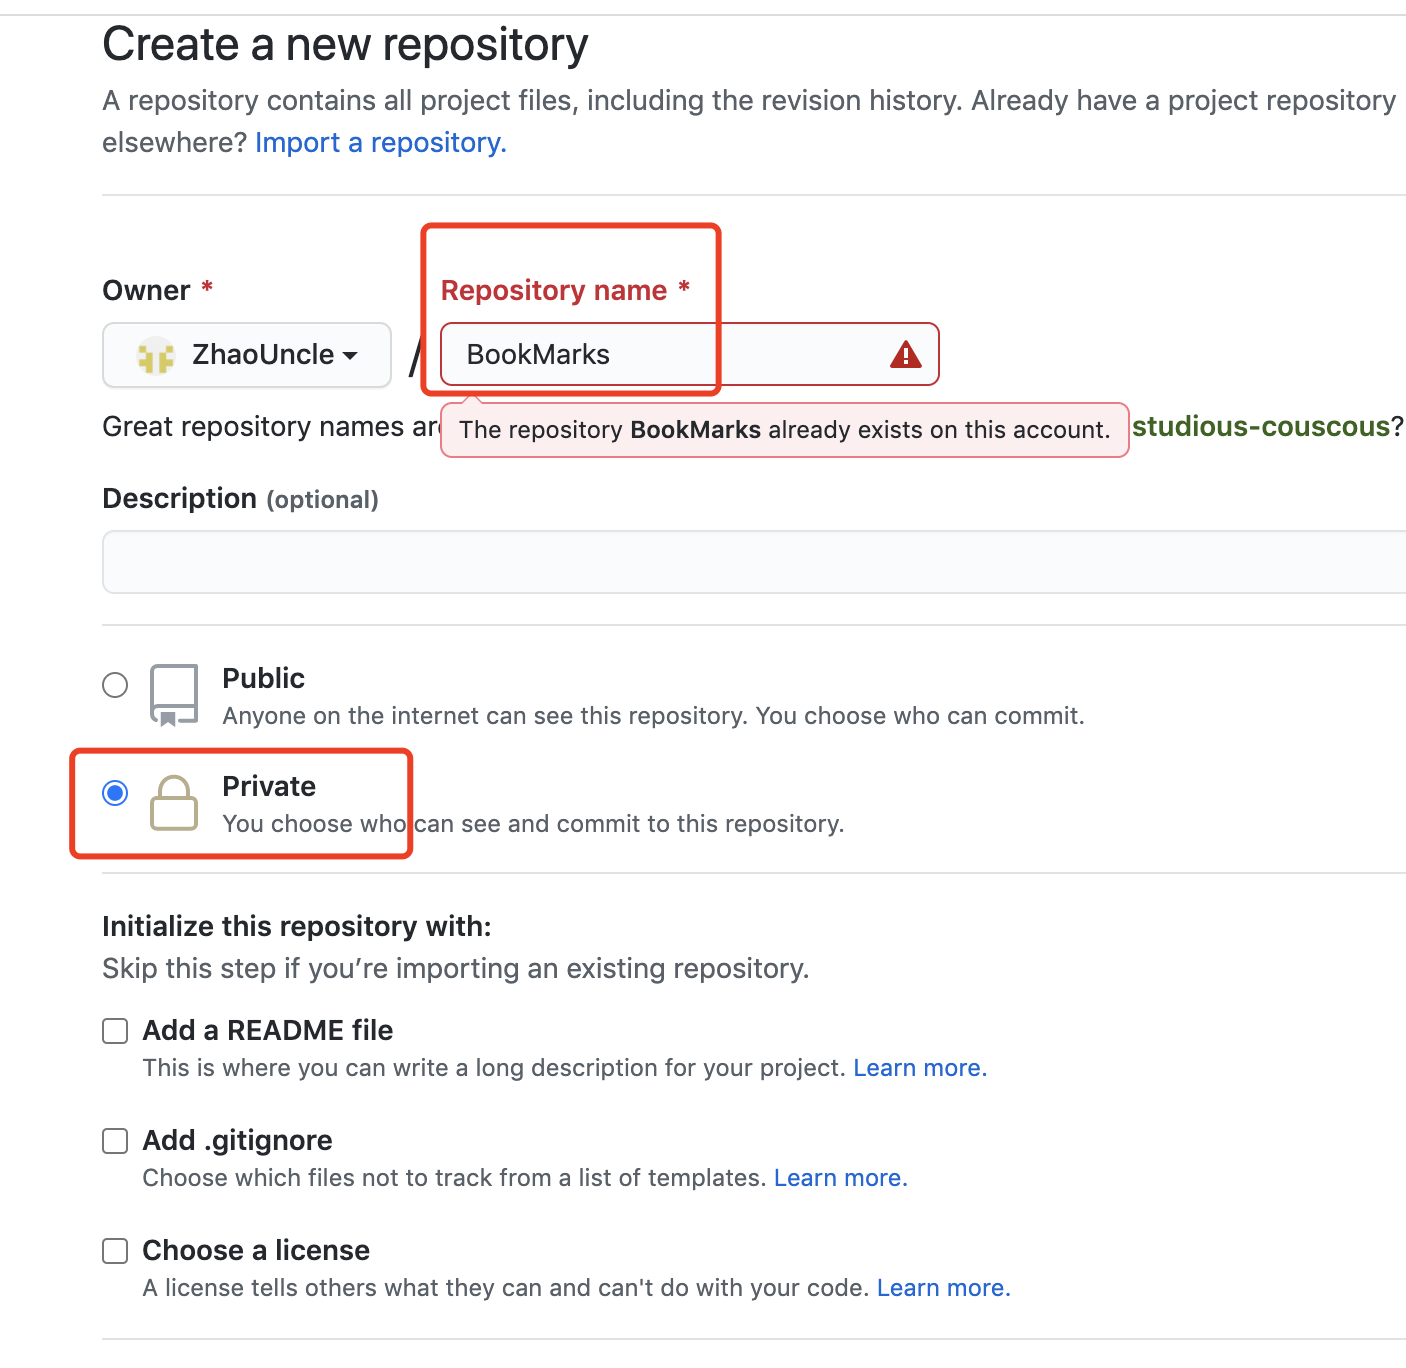 Create a new repository
A repository contains all project files, including the revision history. Already have a project repository
elsewhere? Import a repository.
Owner *
Repository name *
ZhaoUncle
/
BookMarks
Great repository names are
The repository BookMarks already exists on this account.
studious-couscous?
Description (optional)
Public
Anyone on the internet can see this repository. You choose who can commit.
Private
You choose who can see and commit to this repository.
Initialize this repository with:
Skip this step if you’re importing an existing repository.
Add a README file
This is where you can write a long description for your project. Learn more.
Add .gitignore
Choose which files not to track from a list of templates. Learn more.
Choose a license
A license tells others what they can and can't do with your code. Learn more.